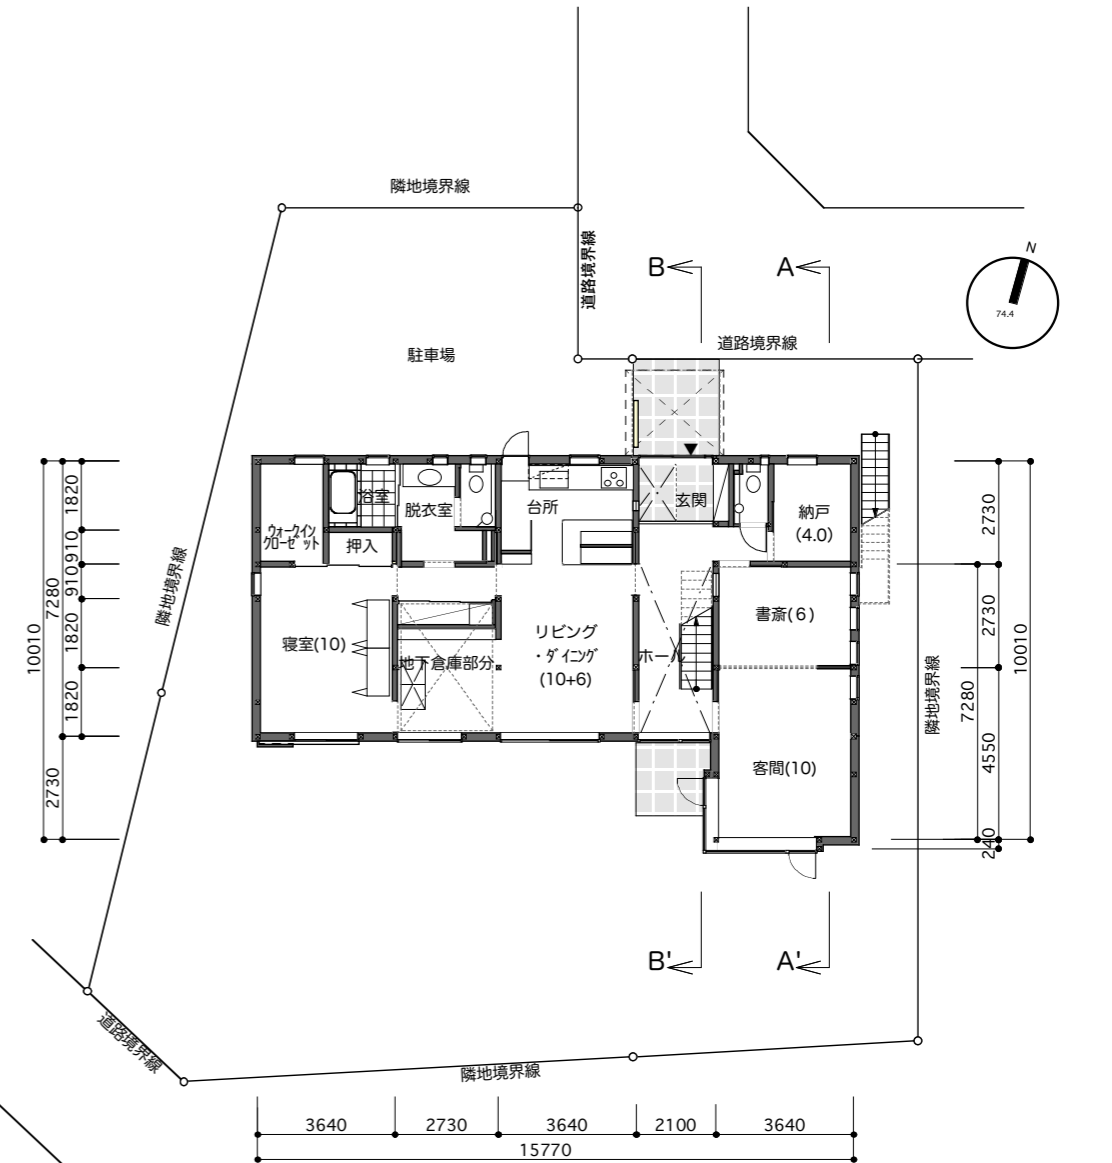 隣地境界線
道路境界線
B
A
N
74.4
道路境界線
駐車場
浴室
脱衣室
台所
玄関
納戸
(4.0)
ウォークイン
クローゼット
押入
隣地境界線
寝室(10)
地下倉庫部分
リビング
・ダイニング
(10+6)
ホール
書斎(6)
客間(10)
隣地境界線
10010
7280
2730
1820
910
910
1820
1820
2730
2730
4550
240
7280
10010
B'
A'
道路境界線
隣地境界線
3640
2730
3640
2100
3640
15770